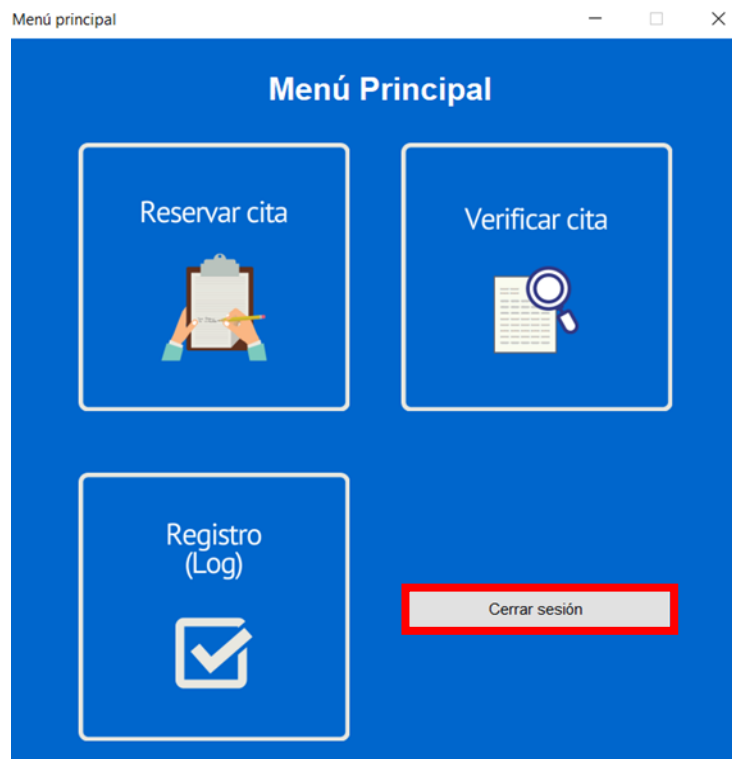 Menú principal
Menú Principal
Reservar cita
Verificar cita
Registro
(Log)
Cerrar sesión